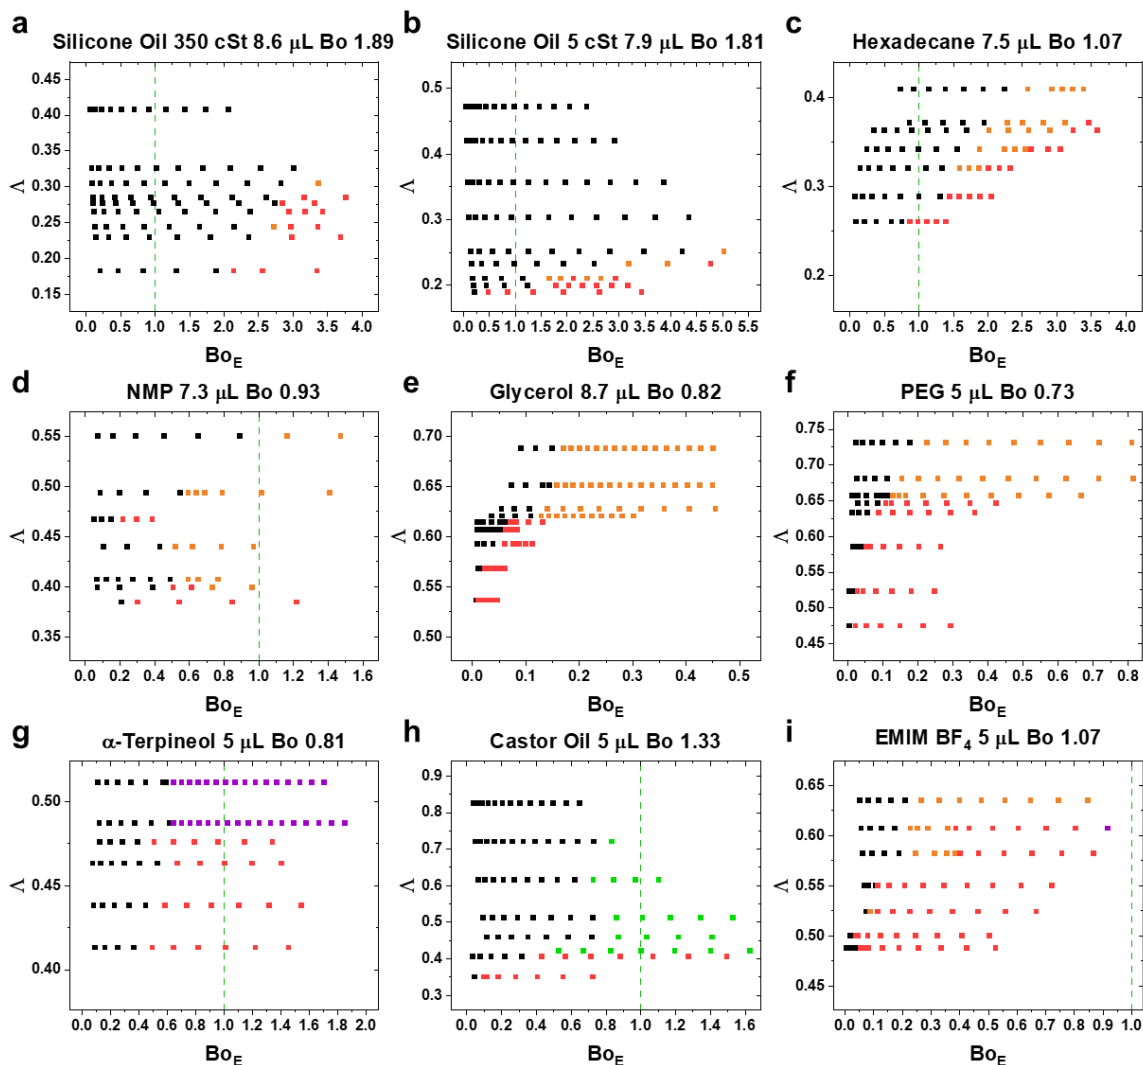 a
Silicone Oil 350 cSt 8.6 μL Bo 1.89
0.45
0.40
0.35
0.30
0.25
0.20
0.15
Λ
0.0 0.5 1.0 1.5 2.0 2.5 3.0 3.5 4.0
Bo_E
b
Silicone Oil 5 cSt 7.9 μL Bo 1.81
0.5
0.4
0.3
0.2
Λ
0.0 0.5 1.0 1.5 2.0 2.5 3.0 3.5 4.0 4.5 5.0 5.5
Bo_E
c
Hexadecane 7.5 μL Bo 1.07
0.4
0.3
0.2
Λ
0.0 0.5 1.0 1.5 2.0 2.5 3.0 3.5 4.0
Bo_E
d
NMP 7.3 μL Bo 0.93
0.55
0.50
0.45
0.40
0.35
Λ
0.0 0.2 0.4 0.6 0.8 1.0 1.2 1.4 1.6
Bo_E
e
Glycerol 8.7 μL Bo 0.82
0.70
0.65
0.60
0.55
0.50
Λ
0.0 0.1 0.2 0.3 0.4 0.5
Bo_E
f
PEG 5 μL Bo 0.73
0.75
0.70
0.65
0.60
0.55
0.50
0.45
Λ
0.0 0.1 0.2 0.3 0.4 0.5 0.6 0.7 0.8
Bo_E
g
α-Terpineol 5 μL Bo 0.81
0.50
0.45
0.40
Λ
0.0 0.2 0.4 0.6 0.8 1.0 1.2 1.4 1.6 1.8 2.0
Bo_E
h
Castor Oil 5 μL Bo 1.33
0.9
0.8
0.7
0.6
0.5
0.4
0.3
Λ
0.0 0.2 0.4 0.6 0.8 1.0 1.2 1.4 1.6
Bo_E
i
EMIM BF₄ 5 μL Bo 1.07
0.65
0.60
0.55
0.50
0.45
Λ
0.0 0.1 0.2 0.3 0.4 0.5 0.6 0.7 0.8 0.9 1.0
Bo_E